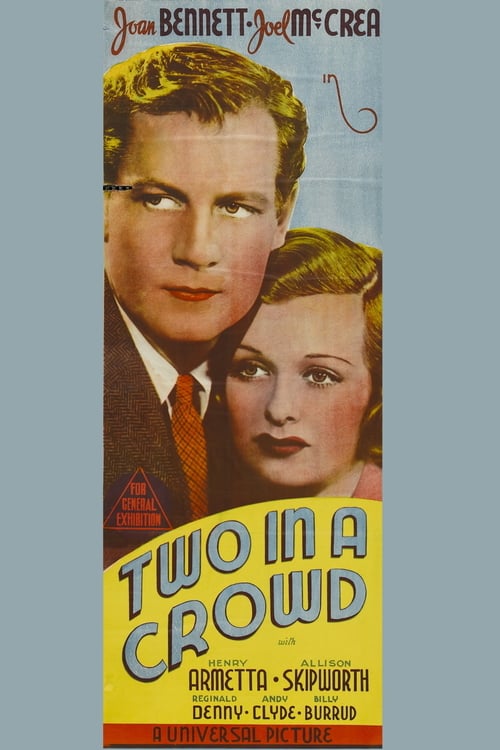 Joan BENNETT · Joel McCREA
in
FOR
GENERAL
EXHIBITION
TWO IN A
CROWD
with
HENRY ALLISON
ARMETTA · SKIPWORTH
REGINALD ANDY BILLY
DENNY · CLYDE · BURRUD
A UNIVERSAL PICTURE